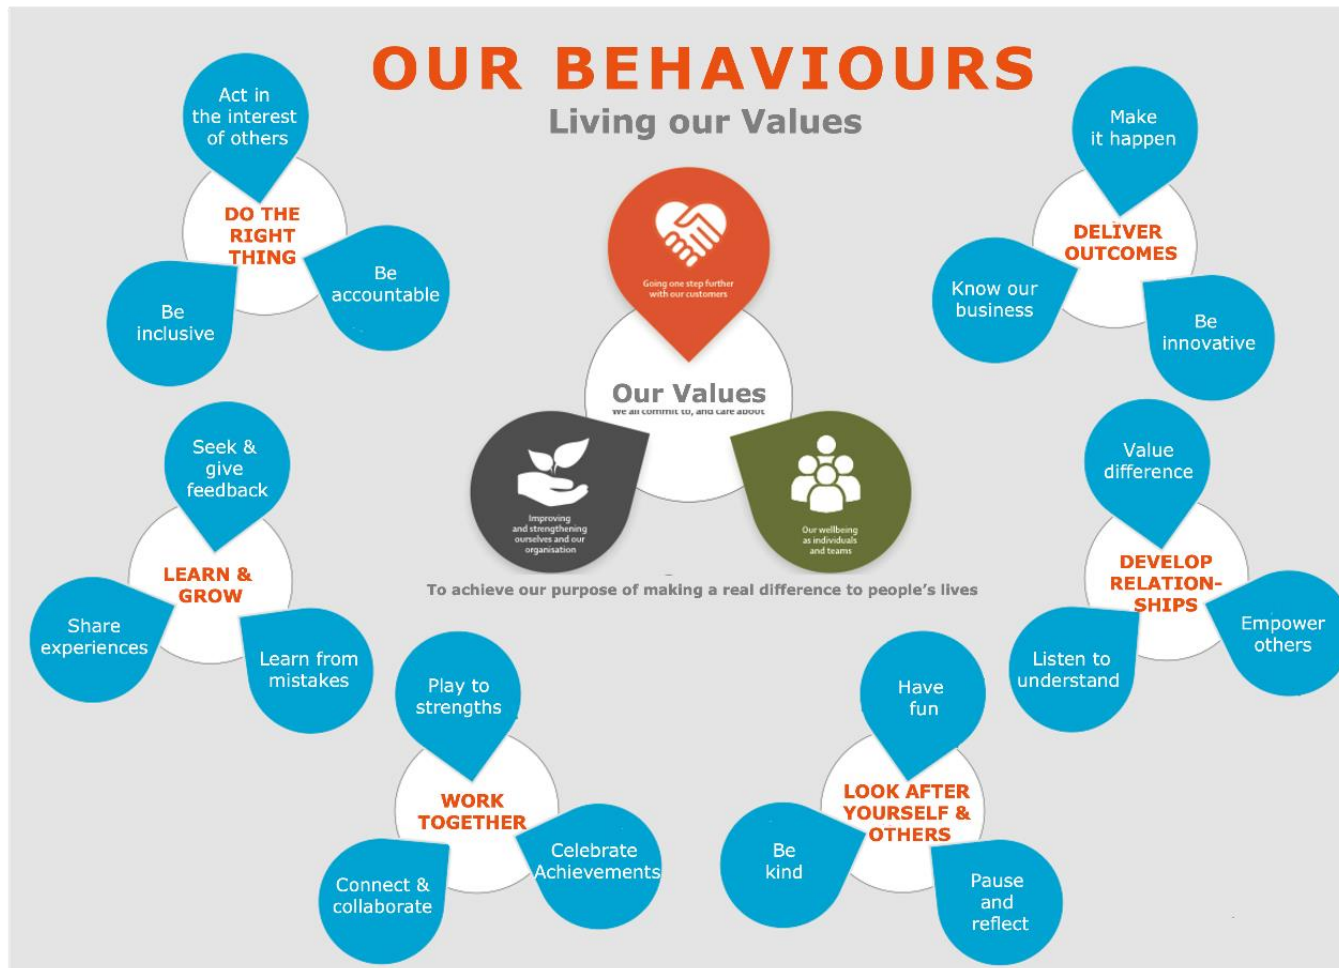 OUR BEHAVIOURS
Living our Values
Act in
the interest
of others
DO THE
RIGHT
THING
Be
accountable
Be
inclusive
Make
it happen
DELIVER
OUTCOMES
Know our
business
Be
innovative
Going one step further
with our customers
Our Values
We all commit to, and care about
Improving
and strengthening
ourselves and our
organisation
Our wellbeing
as individuals
and teams
To achieve our purpose of making a real difference to people's lives
Seek &
give
feedback
LEARN &
GROW
Share
experiences
Learn from
mistakes
Value
difference
DEVELOP
RELATION-
SHIPS
Empower
others
Listen to
understand
Play to
strengths
WORK
TOGETHER
Celebrate
Achievements
Connect &
collaborate
Have
fun
LOOK AFTER
YOURSELF &
OTHERS
Be
kind
Pause
and
reflect